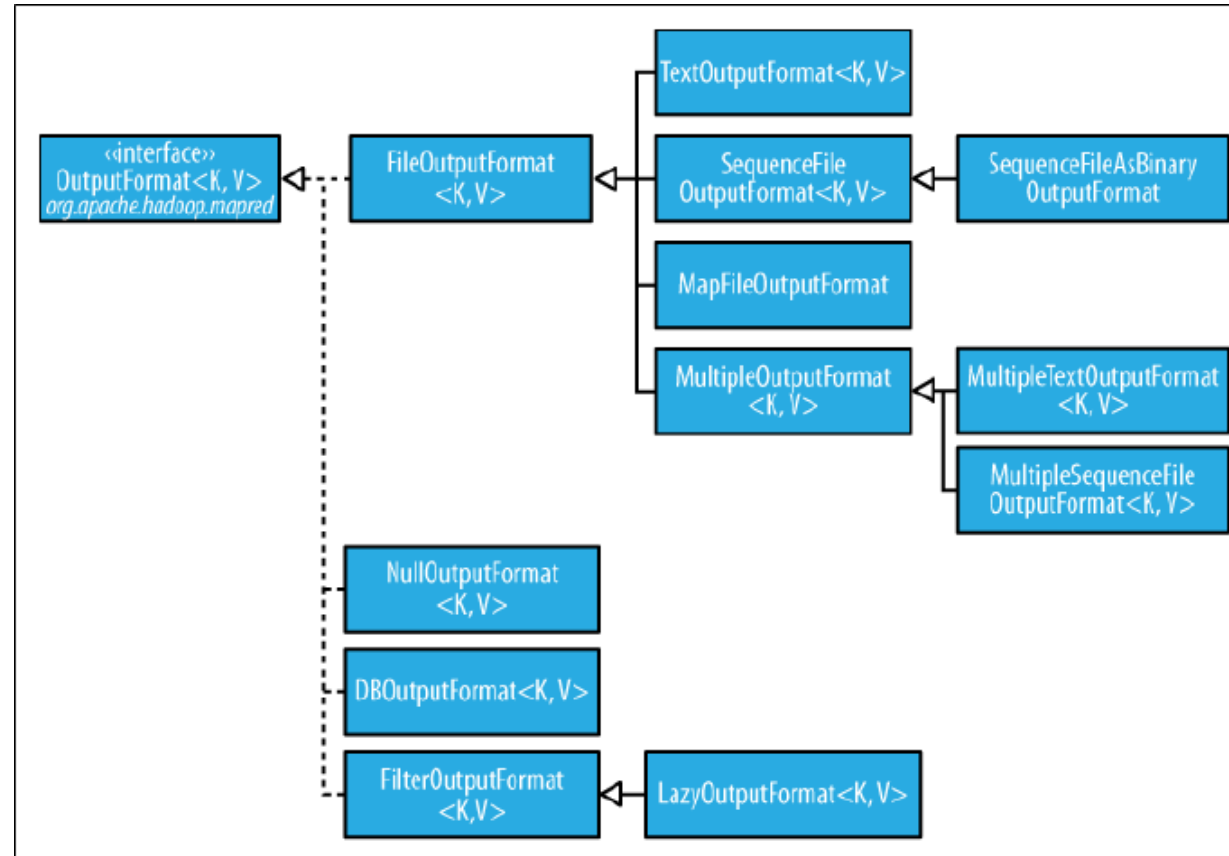 ‹‹interface››
OutputFormat<K, V>
org.apache.hadoop.mapred
FileOutputFormat
<K, V>
TextOutputFormat<K, V>
SequenceFile
OutputFormat<K, V>
SequenceFileAsBinary
OutputFormat
MapFileOutputFormat
MultipleOutputFormat
<K, V>
MultipleTextOutputFormat
<K, V>
MultipleSequenceFile
OutputFormat<K, V>
NullOutputFormat
<K, V>
DBOutputFormat<K, V>
FilterOutputFormat
<K,V>
LazyOutputFormat<K, V>